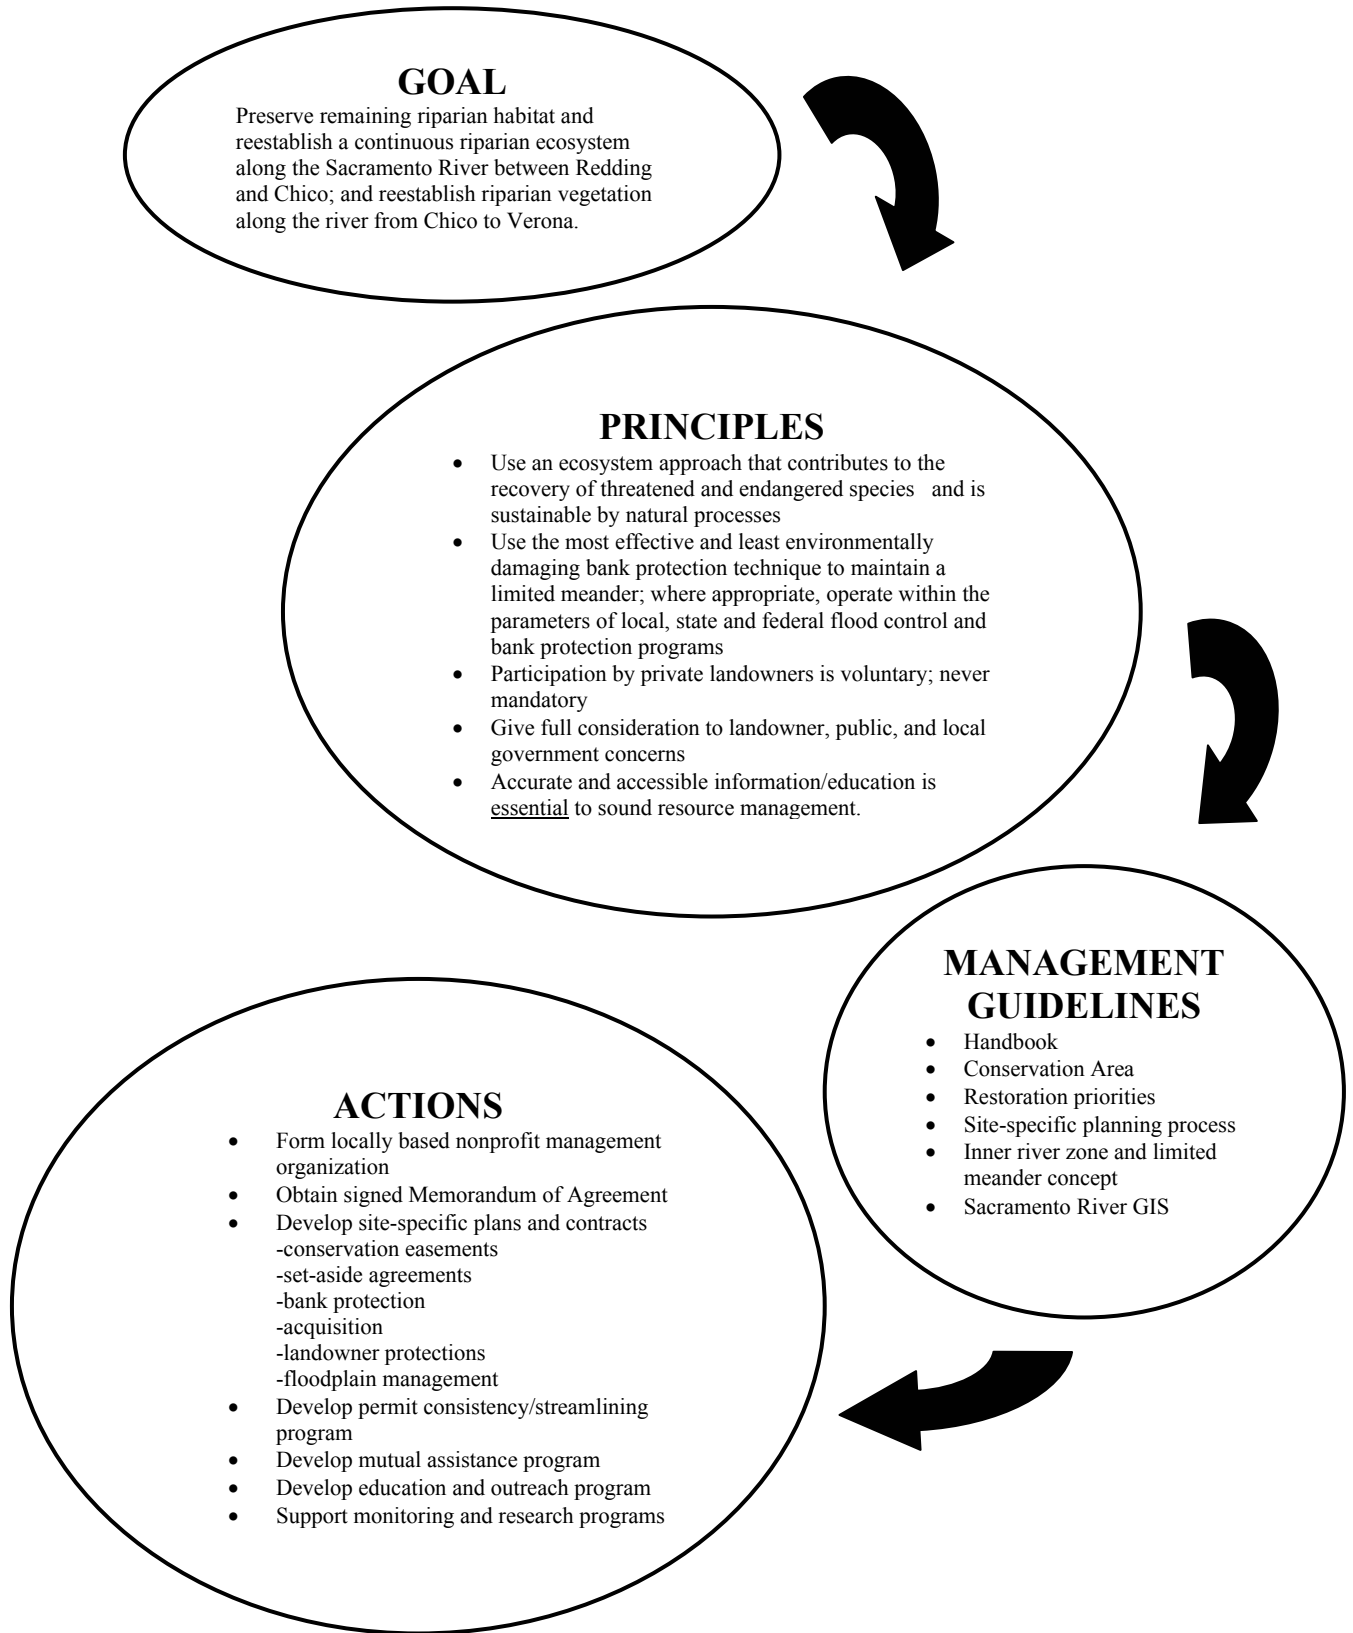 GOAL
Preserve remaining riparian habitat and
reestablish a continuous riparian ecosystem
along the Sacramento River between Redding
and Chico; and reestablish riparian vegetation
along the river from Chico to Verona.
PRINCIPLES
• Use an ecosystem approach that contributes to the
recovery of threatened and endangered species and is
sustainable by natural processes
• Use the most effective and least environmentally
damaging bank protection technique to maintain a
limited meander; where appropriate, operate within the
parameters of local, state and federal flood control and
bank protection programs
• Participation by private landowners is voluntary; never
mandatory
• Give full consideration to landowner, public, and local
government concerns
• Accurate and accessible information/education is
essential to sound resource management.
MANAGEMENT
GUIDELINES
• Handbook
• Conservation Area
• Restoration priorities
• Site-specific planning process
• Inner river zone and limited
meander concept
• Sacramento River GIS
ACTIONS
• Form locally based nonprofit management
organization
• Obtain signed Memorandum of Agreement
• Develop site-specific plans and contracts
-conservation easements
-set-aside agreements
-bank protection
-acquisition
-landowner protections
-floodplain management
• Develop permit consistency/streamlining
program
• Develop mutual assistance program
• Develop education and outreach program
• Support monitoring and research programs